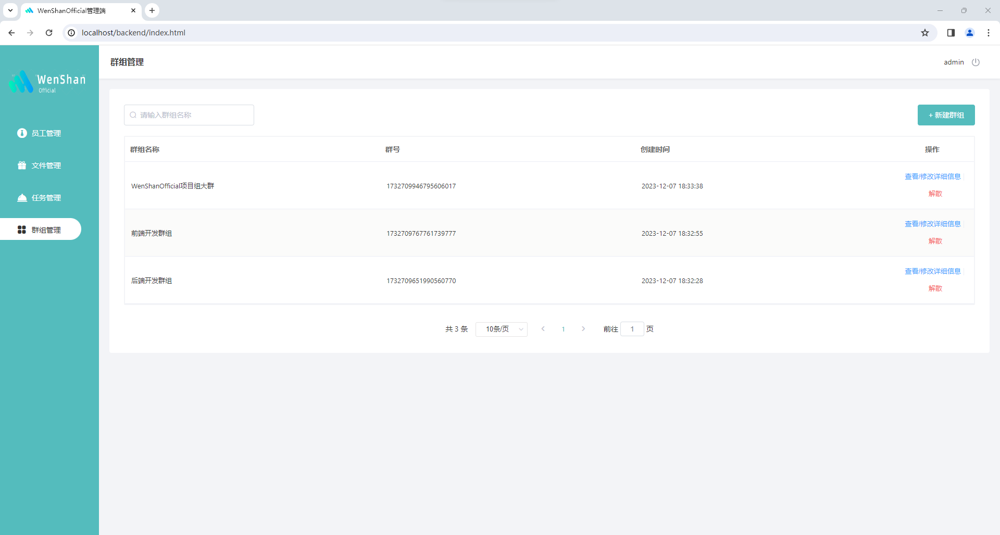 WenShanOfficial管理端
localhost/backend/index.html
WenShan
Official
群组管理
admin
员工管理
文件管理
任务管理
群组管理
请输入群组名称
+ 新建群组
群组名称 群号 创建时间 操作
WenShanOfficial项目组大群 1732709946795606017 2023-12-07 18:33:38 查看/修改详细信息
解散
前端开发群组 1732709767761739777 2023-12-07 18:32:55 查看/修改详细信息
解散
后端开发群组 1732709651990560770 2023-12-07 18:32:28 查看/修改详细信息
解散
共 3 条 10条/页 1 前往 1 页